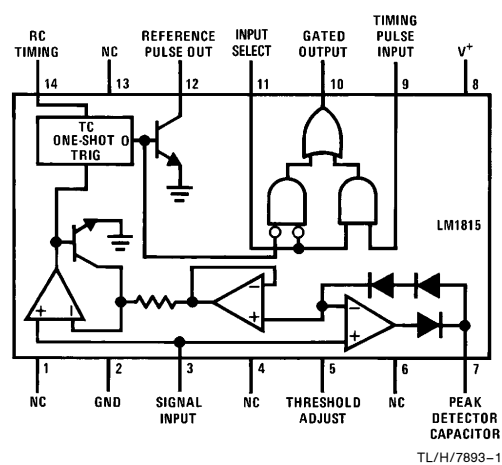 RC TIMING
NC
REFERENCE PULSE OUT
INPUT SELECT
GATED OUTPUT
TIMING PULSE INPUT
V+
14
13
12
11
10
9
8
TC
ONE-SHOT O
TRIG
LM1815
+
−
−
+
−
+
1
2
3
4
5
6
7
NC
GND
SIGNAL INPUT
NC
THRESHOLD ADJUST
NC
PEAK DETECTOR CAPACITOR
TL/H/7893–1